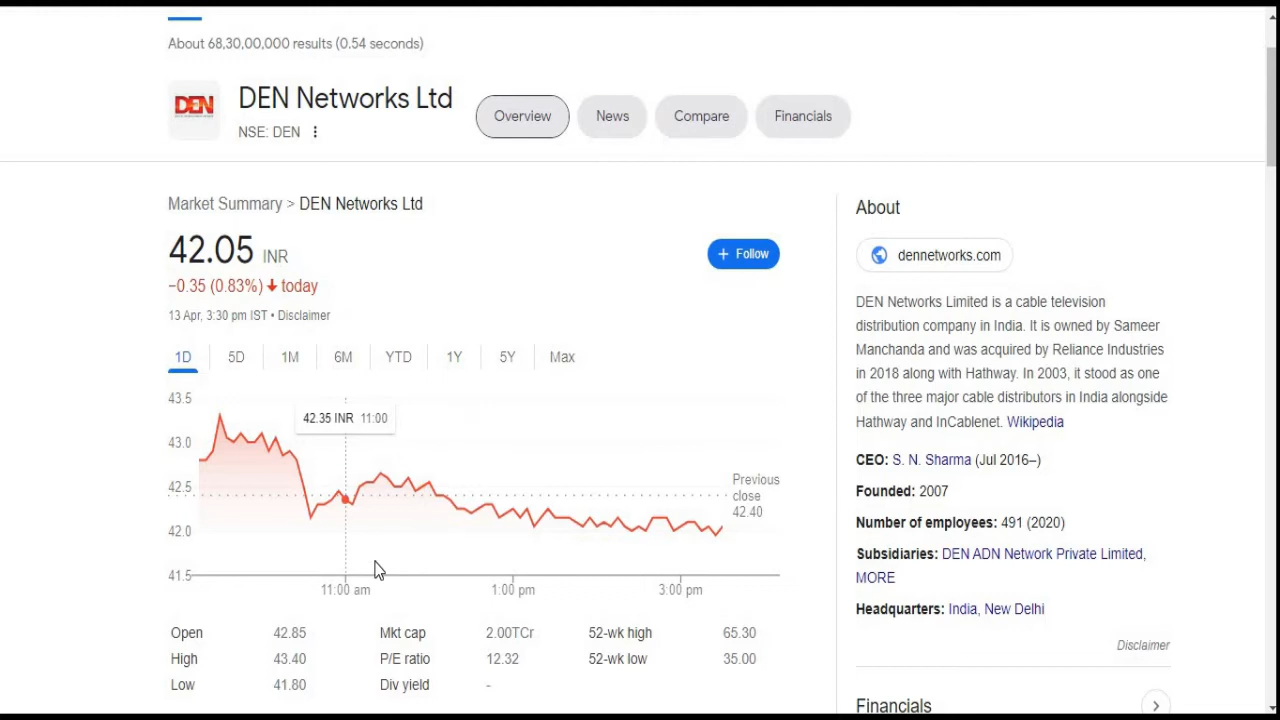 About 68,30,00,000 results (0.54 seconds)
DEN
DEN Networks Ltd
NSE: DEN
Overview
News
Compare
Financials
Market Summary > DEN Networks Ltd
42.05 INR
−0.35 (0.83%) today
13 Apr, 3:30 pm IST • Disclaimer
+ Follow
1D 5D 1M 6M YTD 1Y 5Y Max
43.5
43.0
42.5
42.0
41.5
42.35 INR 11:00
Previous
close
42.40
11:00 am 1:00 pm 3:00 pm
Open 42.85 Mkt cap 2.00TCr 52-wk high 65.30
High 43.40 P/E ratio 12.32 52-wk low 35.00
Low 41.80 Div yield -
About
dennetworks.com
DEN Networks Limited is a cable television
distribution company in India. It is owned by Sameer
Manchanda and was acquired by Reliance Industries
in 2018 along with Hathway. In 2003, it stood as one
of the three major cable distributors in India alongside
Hathway and InCablenet. Wikipedia
CEO: S. N. Sharma (Jul 2016–)
Founded: 2007
Number of employees: 491 (2020)
Subsidiaries: DEN ADN Network Private Limited,
MORE
Headquarters: India, New Delhi
Disclaimer
Financials